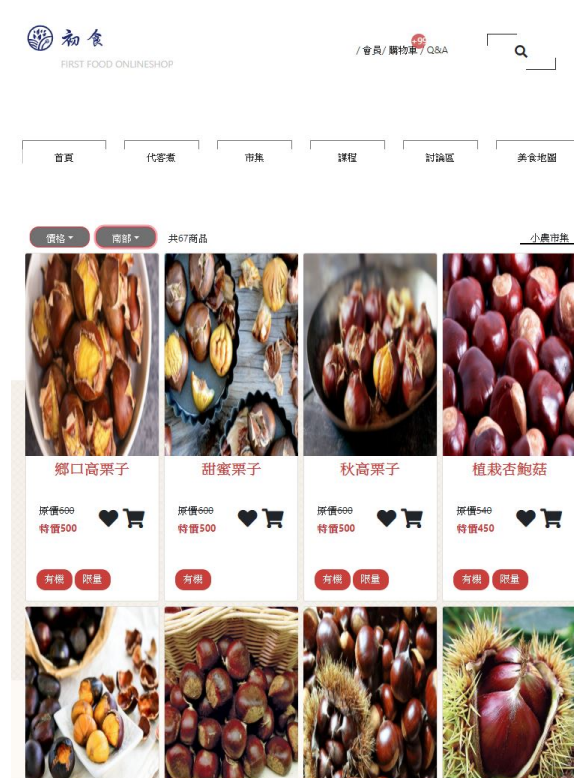 初食
FIRST FOOD ONLINESHOP
/ 會員/ 購物車 / Q&A
+99
首頁 代客煮 市集 課程 討論區 美食地圖
價格 南部 共67商品 小農市集
鄉口高栗子 甜蜜栗子 秋高栗子 植栽杏鮑菇
原價600 原價600 原價600 原價540
特價500 特價500 特價500 特價450
有機 限量 有機 有機 限量 有機 限量